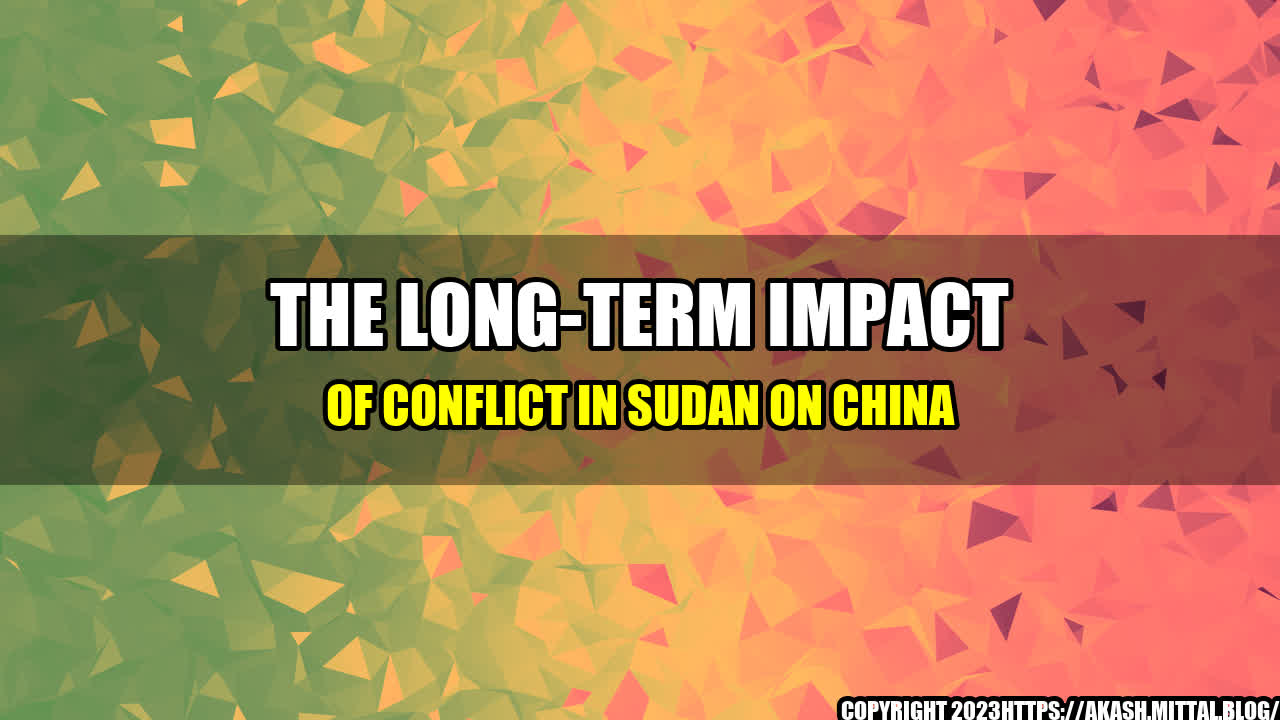 THE LONG-TERM IMPACT
OF CONFLICT IN SUDAN ON CHINA
COPYRIGHT 2023HTTPS://AKASH.MITTAL.BLOG/